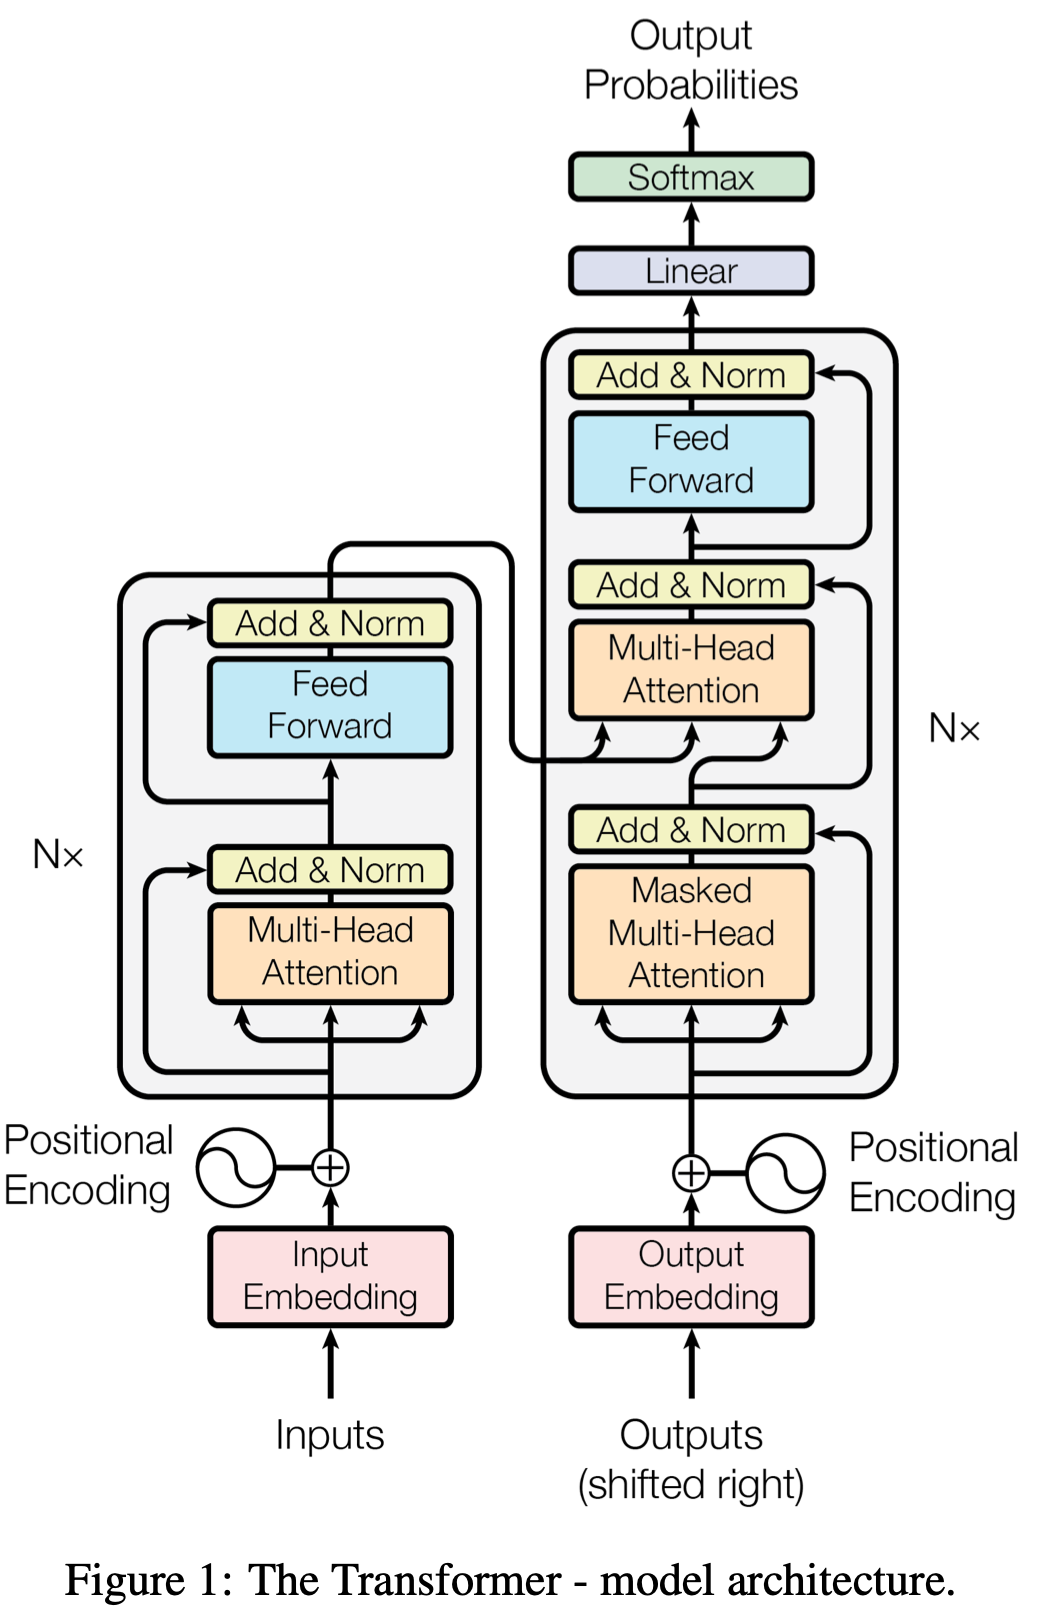 Output
Probabilities
Softmax
Linear
Add & Norm
Feed
Forward
Add & Norm
Multi-Head
Attention
Nx
Add & Norm
Masked
Multi-Head
Attention
Add & Norm
Feed
Forward
Nx
Add & Norm
Multi-Head
Attention
Positional
Encoding
Positional
Encoding
Input
Embedding
Output
Embedding
Inputs
Outputs
(shifted right)
Figure 1: The Transformer - model architecture.